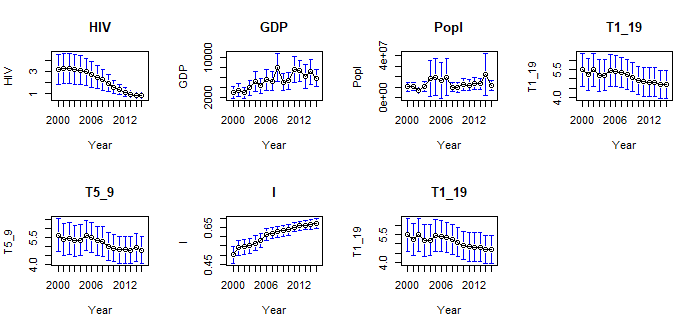 HIV
GDP
Popl
T1_19
HIV
1
3
2000
2006
2012
Year
GDP
2000
10000
2000
2006
2012
Year
Popl
0e+00
4e+07
2000
2006
2012
Year
T1_19
4.0
5.5
2000
2006
2012
Year
T5_9
I
T1_19
T5_9
4.0
5.5
2000
2006
2012
Year
I
0.45
0.65
2000
2006
2012
Year
T1_19
4.0
5.5
2000
2006
2012
Year